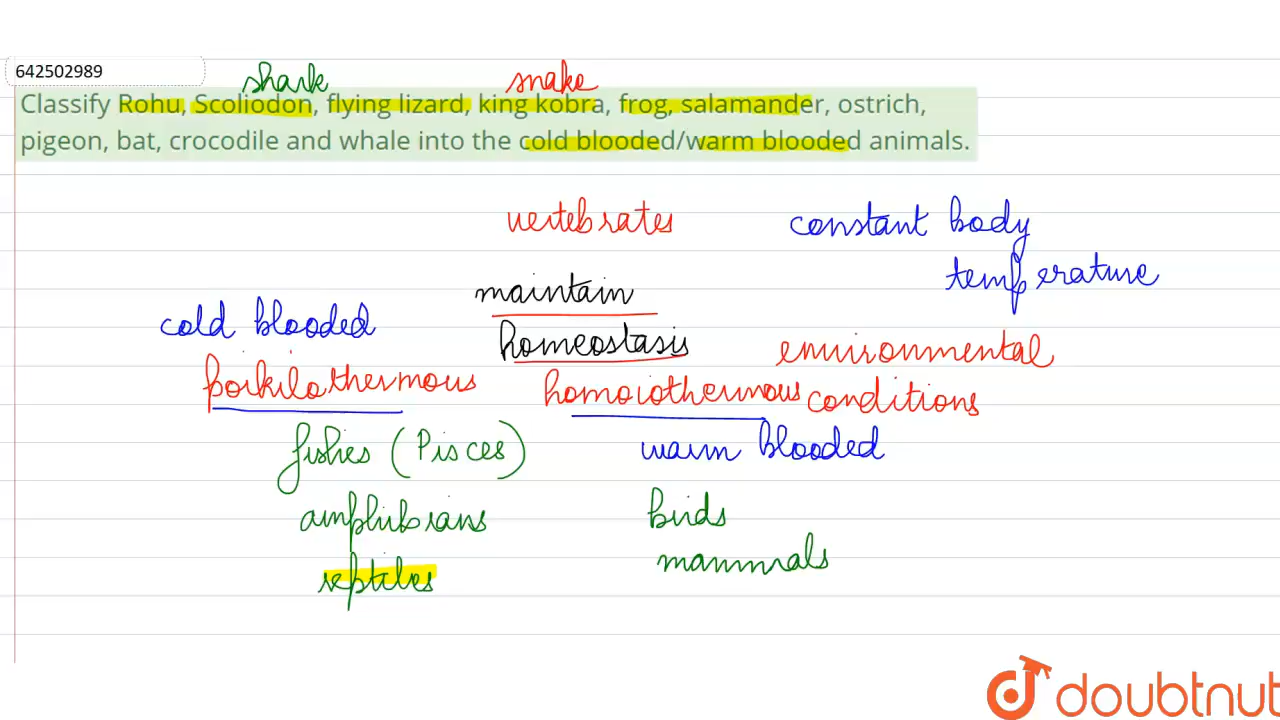 642502989
shark
snake
Classify Rohu, Scoliodon, flying lizard, king kobra, frog, salamander, ostrich,
pigeon, bat, crocodile and whale into the cold blooded/warm blooded animals.
vertebrates
constant body
temperature
maintain
cold blooded
homeostasis
environmental
poikilothermous
homoiothermous
conditions
fishies (Pisces)
warm blooded
amphibians
birds
mammals
reptiles
doubtnut